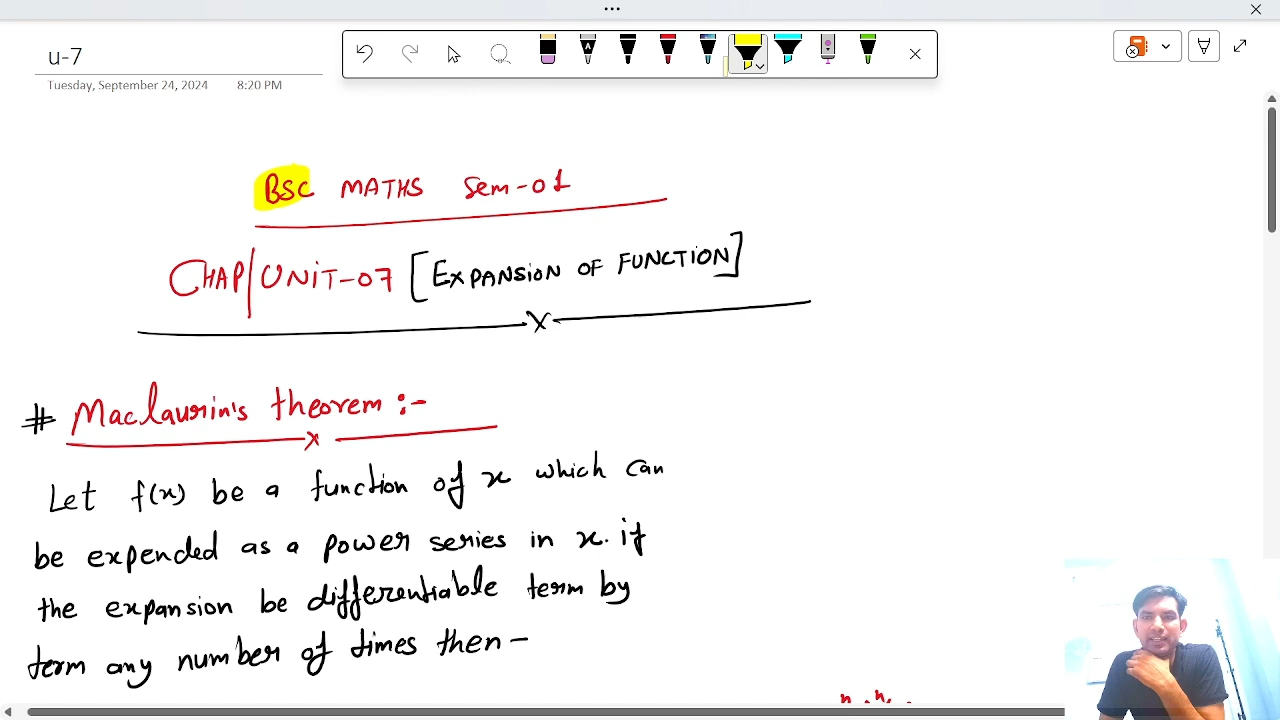 u-7
Tuesday, September 24, 2024 8:20 PM
BSC MATHS Sem-01
CHAP/UNIT-07 [EXPANSION OF FUNCTION]
# Maclaurin's theorem :-
Let f(x) be a function of x which can
be expended as a power series in x. if
the expansion be differentiable term by
term any number of times then -